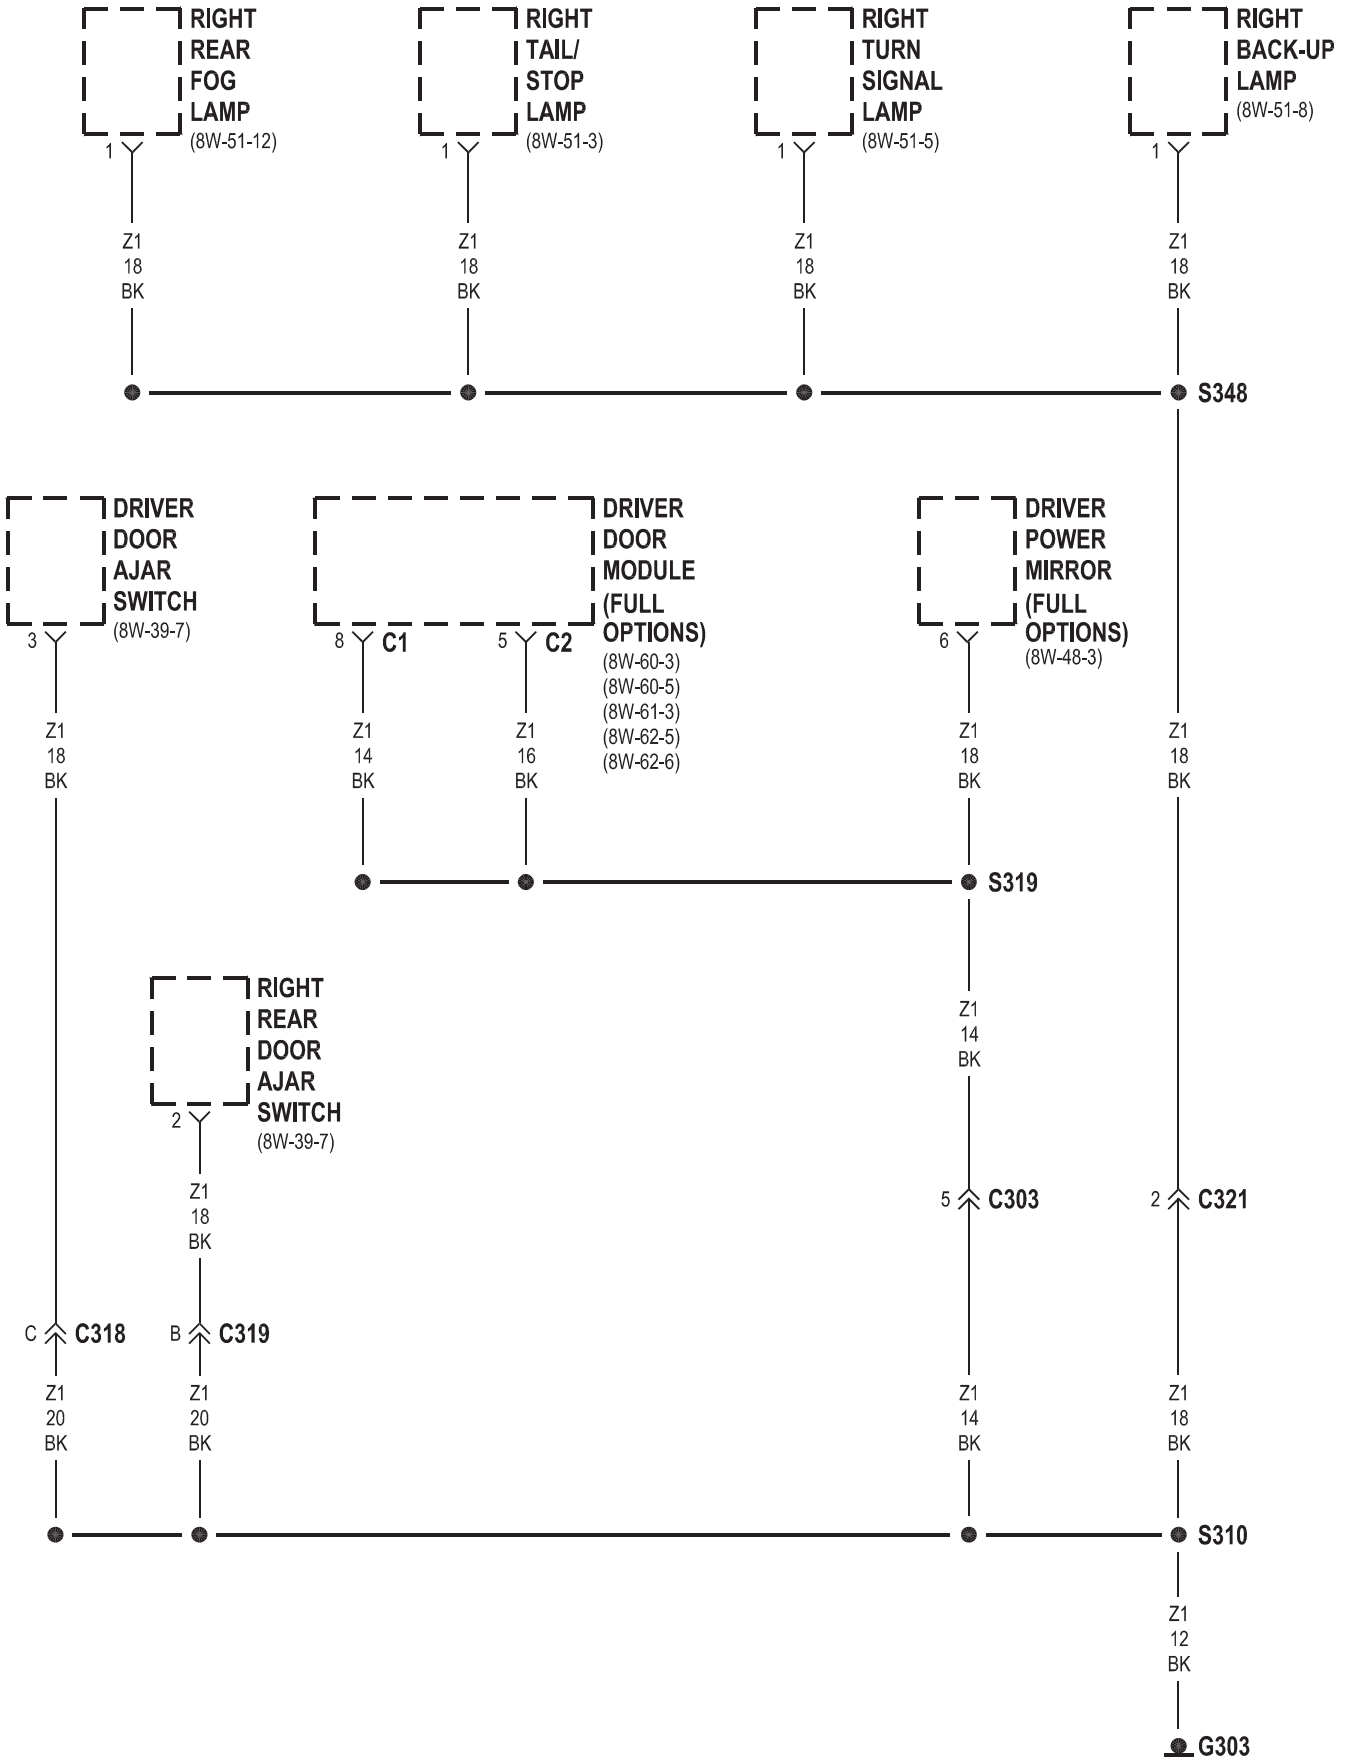 RIGHT
REAR
FOG
LAMP
(8W-51-12)
1
RIGHT
TAIL/
STOP
LAMP
(8W-51-3)
1
RIGHT
TURN
SIGNAL
LAMP
(8W-51-5)
1
RIGHT
BACK-UP
LAMP
(8W-51-8)
1
Z1
18
BK
Z1
18
BK
Z1
18
BK
Z1
18
BK
S348
DRIVER
DOOR
AJAR
SWITCH
(8W-39-7)
3
DRIVER
DOOR
MODULE
(FULL
OPTIONS)
(8W-60-3)
(8W-60-5)
(8W-61-3)
(8W-62-5)
(8W-62-6)
8 C1
5 C2
DRIVER
POWER
MIRROR
(FULL
OPTIONS)
(8W-48-3)
6
Z1
18
BK
Z1
14
BK
Z1
16
BK
Z1
18
BK
Z1
18
BK
S319
RIGHT
REAR
DOOR
AJAR
SWITCH
(8W-39-7)
2
Z1
14
BK
Z1
18
BK
5 C303
2 C321
C C318
B C319
Z1
20
BK
Z1
20
BK
Z1
14
BK
Z1
18
BK
S310
Z1
12
BK
G303